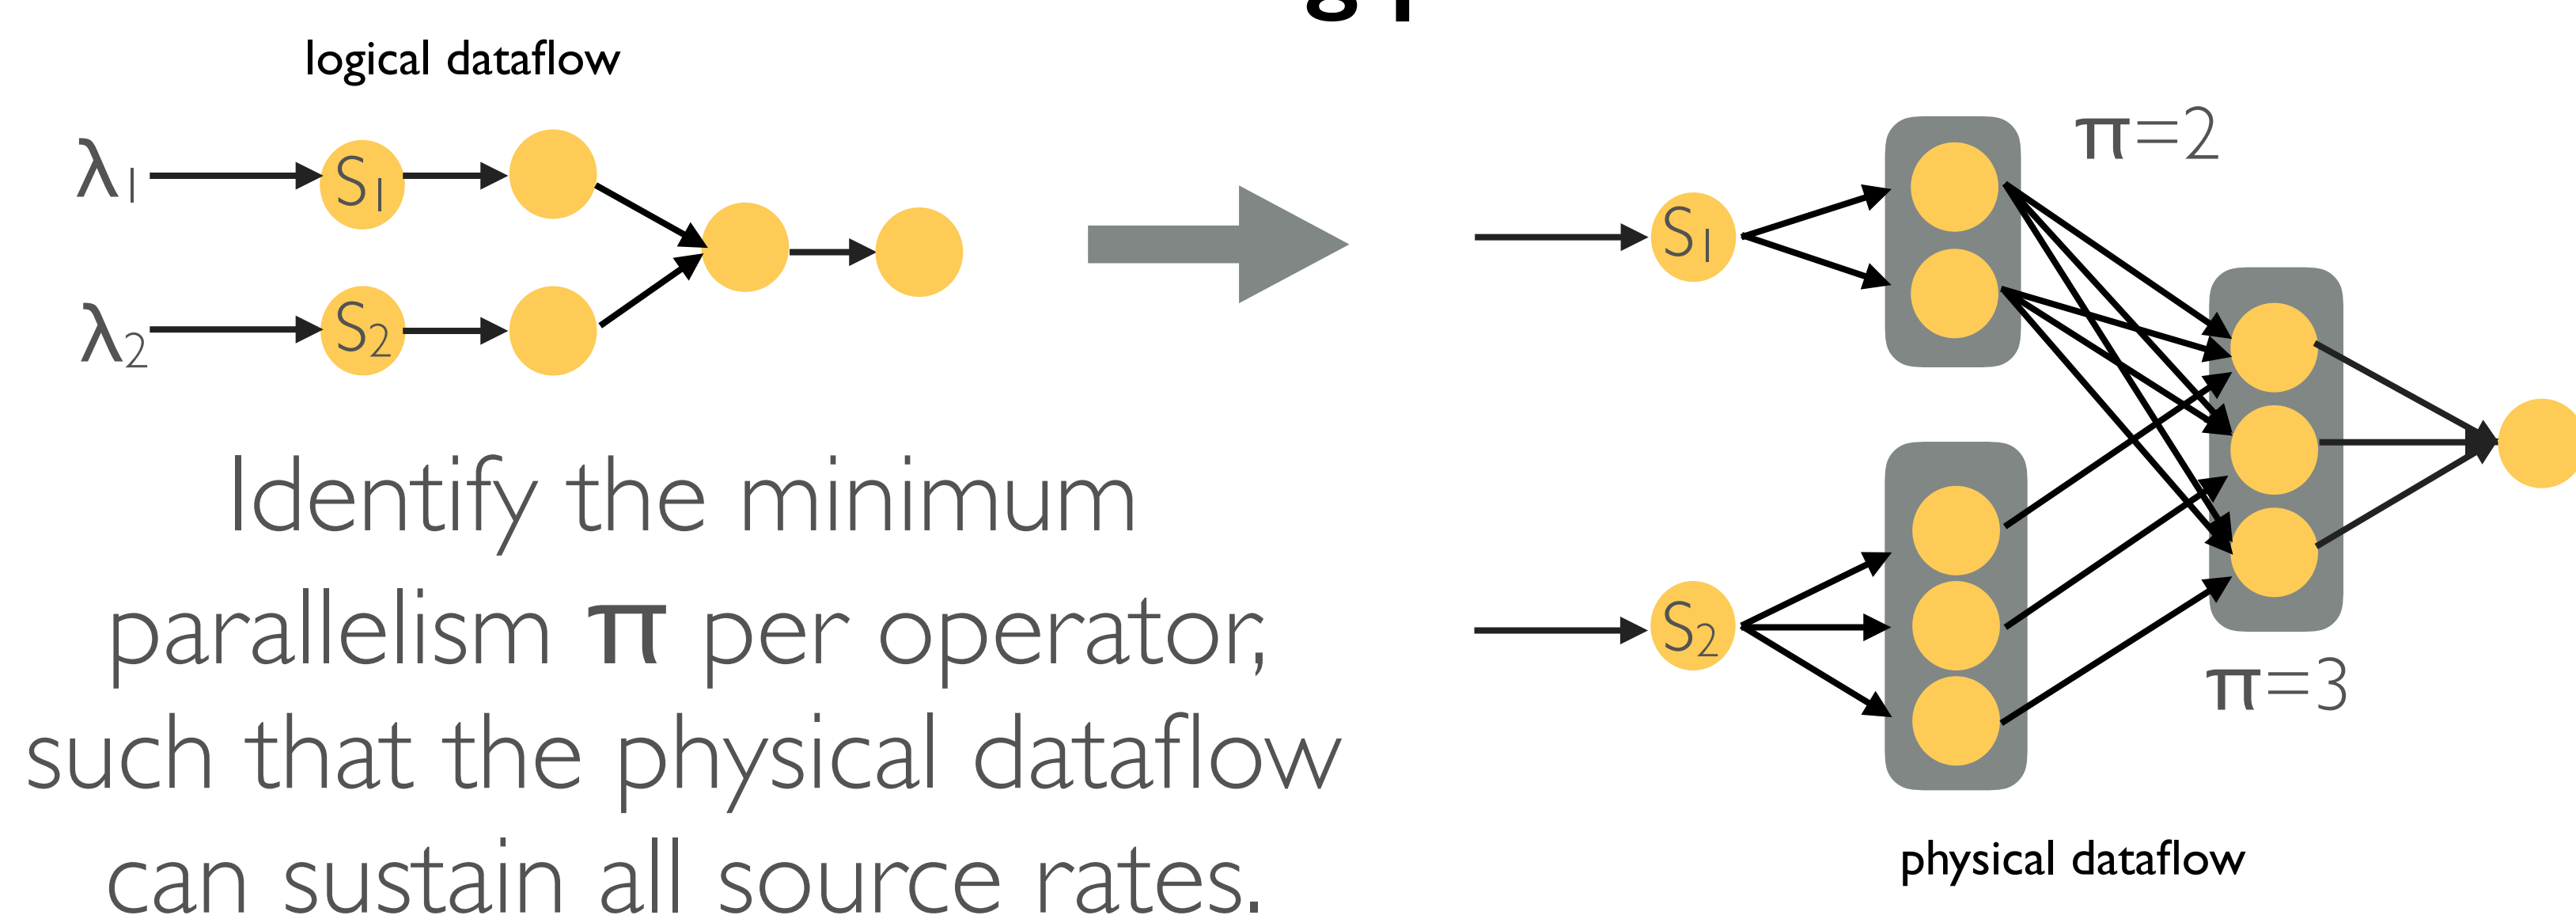 logical dataflow
λ1
S1
λ2
S2
Identify the minimum
parallelism π per operator,
such that the physical dataflow
can sustain all source rates.
S1
π=2
S2
π=3
physical dataflow